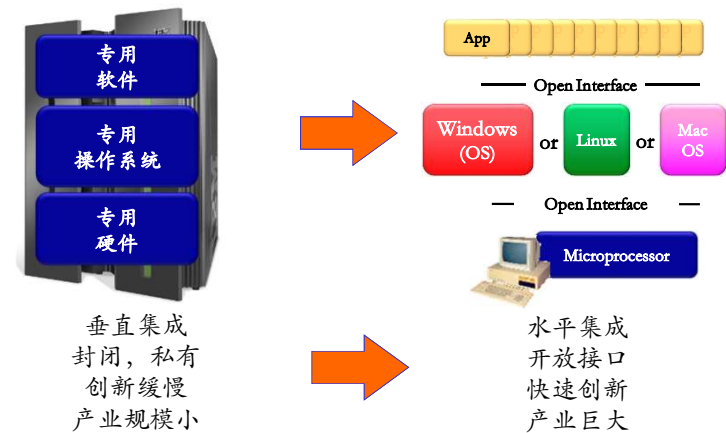 专用
软件
专用
操作系统
专用
硬件
垂直集成
封闭，私有
创新缓慢
产业规模小
App
Open Interface
Windows
(OS)
or
Linux
or
Mac
OS
Open Interface
Microprocessor
水平集成
开放接口
快速创新
产业巨大